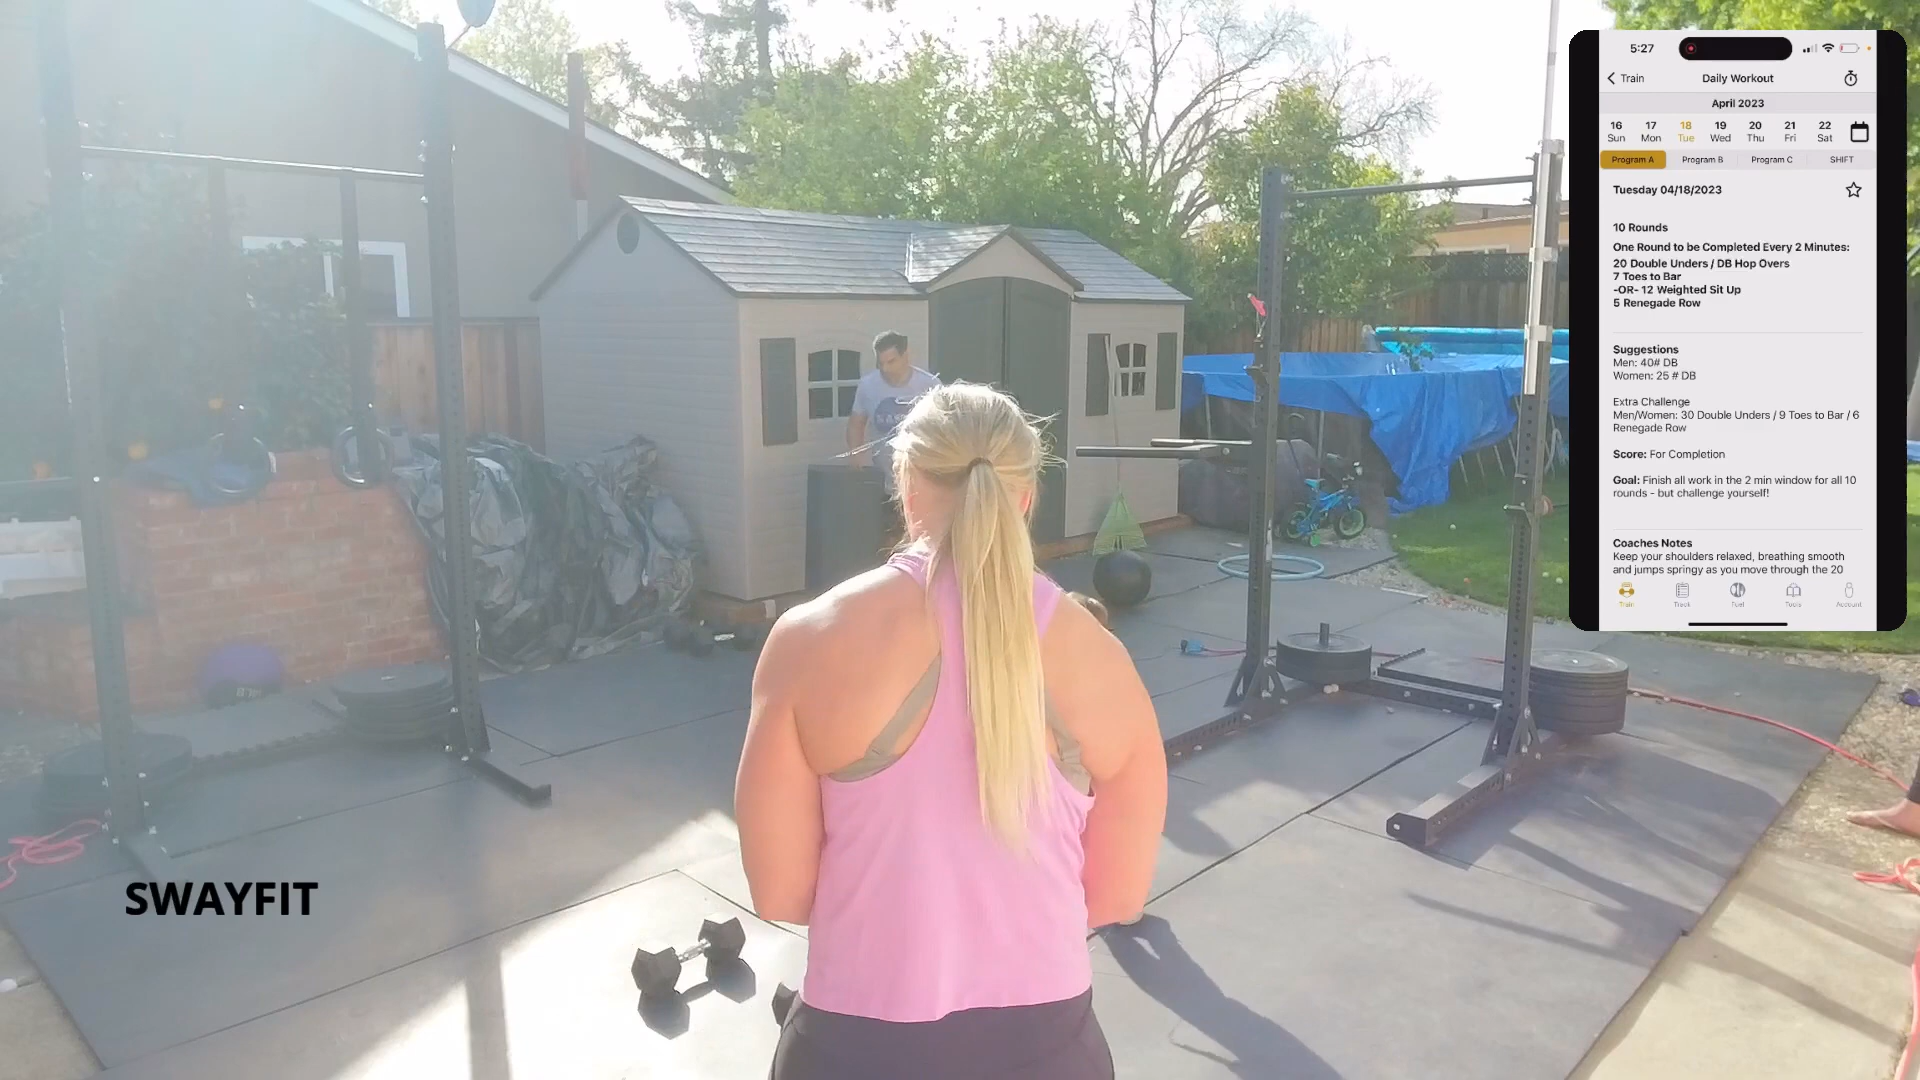 5:27
Train
Daily Workout
April 2023
16 17 18 19 20 21 22
Sun Mon Tue Wed Thu Fri Sat
Program A Program B Program C SHIFT
Tuesday 04/18/2023
10 Rounds
One Round to be Completed Every 2 Minutes:
20 Double Unders / DB Hop Overs
7 Toes to Bar
-OR- 12 Weighted Sit Up
5 Renegade Row
Suggestions
Men: 40# DB
Women: 25 # DB
Extra Challenge
Men/Women: 30 Double Unders / 9 Toes to Bar / 6
Renegade Row
Score: For Completion
Goal: Finish all work in the 2 min window for all 10
rounds - but challenge yourself!
Coaches Notes
Keep your shoulders relaxed, breathing smooth
and jumps springy as you move through the 20
Train Track Fuel Tools Account
SWAYFIT